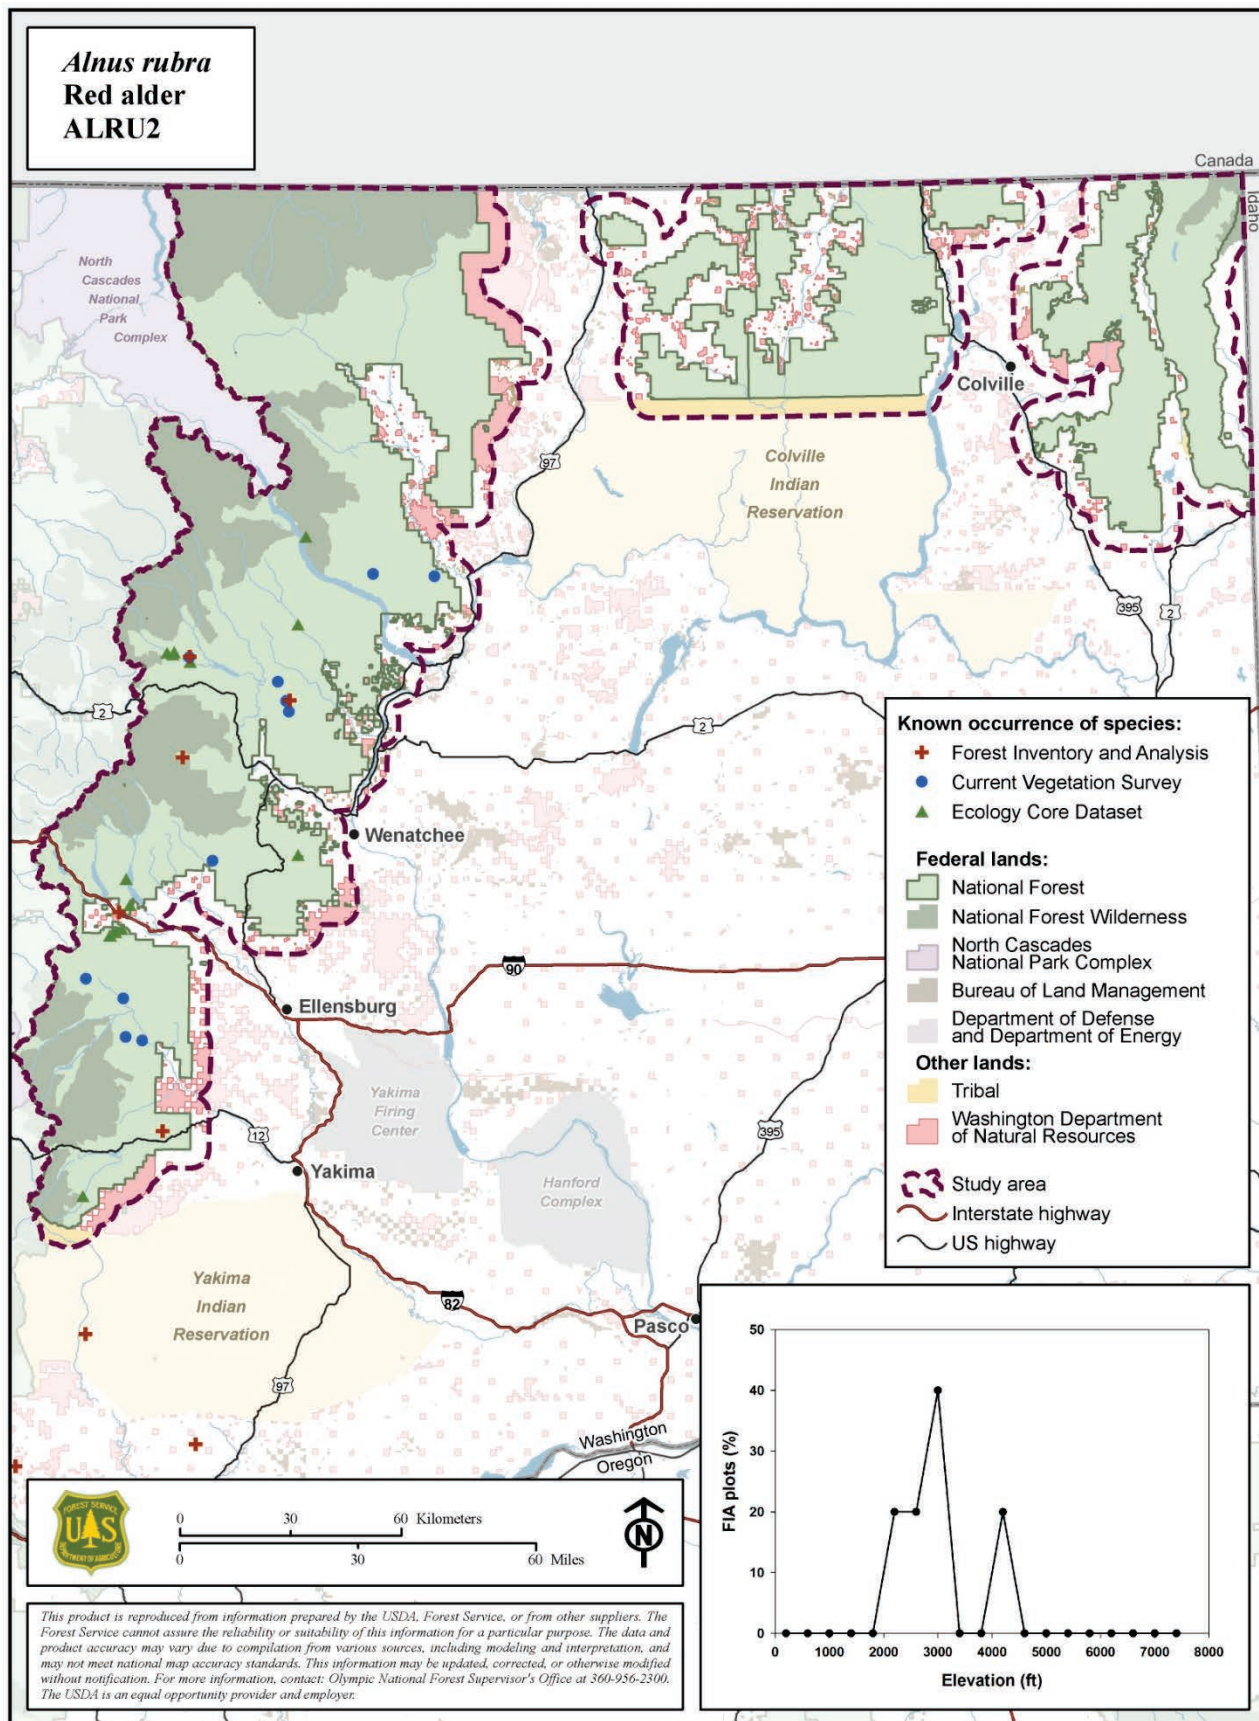 Alnus rubra
Red alder
ALRU2
Canada
Idaho
North
Cascades
National
Park
Complex
Colville
97
Colville
Indian
Reservation
395
2
2
2
Known occurrence of species:
Forest Inventory and Analysis
Current Vegetation Survey
Ecology Core Dataset
Federal lands:
National Forest
National Forest Wilderness
North Cascades
National Park Complex
Bureau of Land Management
Department of Defense
and Department of Energy
Other lands:
Tribal
Washington Department
of Natural Resources
Study area
Interstate highway
US highway
Wenatchee
90
Ellensburg
Yakima
Firing
Center
12
395
Yakima
Hanford
Complex
Yakima
Indian
Reservation
82
Pasco
97
Washington
Oregon
FOREST SERVICE
U S
DEPARTMENT OF AGRICULTURE
0 30 60 Kilometers
0 30 60 Miles
N
This product is reproduced from information prepared by the USDA, Forest Service, or from other suppliers. The
Forest Service cannot assure the reliability or suitability of this information for a particular purpose. The data and
product accuracy may vary due to compilation from various sources, including modeling and interpretation, and
may not meet national map accuracy standards. This information may be updated, corrected, or otherwise modified
without notification. For more information, contact: Olympic National Forest Supervisor's Office at 360-956-2300.
The USDA is an equal opportunity provider and employer.
FIA plots (%)
50
40
30
20
10
0
0 1000 2000 3000 4000 5000 6000 7000 8000
Elevation (ft)